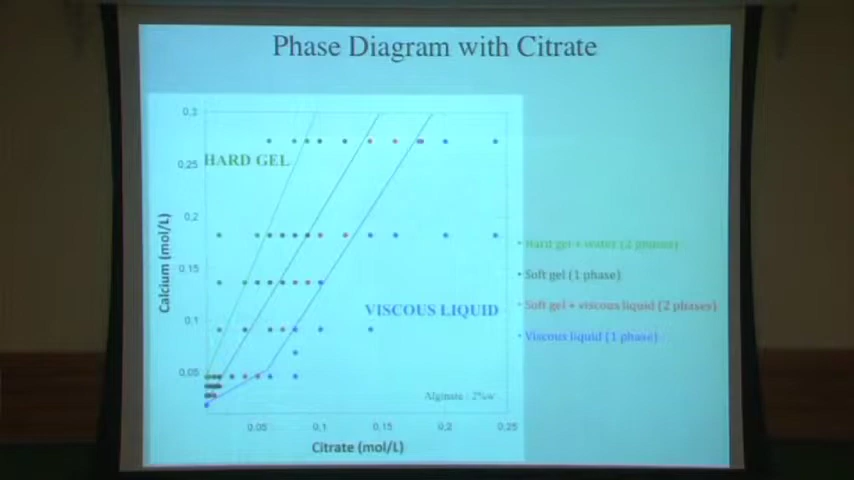 Phase Diagram with Citrate
0,3
HARD GEL
0,25
0,2
Calcium (mol/L)
0,15
0,1
0,05
VISCOUS LIQUID
Alginate : 2%w
0,05 0,1 0,15 0,2 0,25
Citrate (mol/L)
• Hard gel + water (2 phases)
• Soft gel (1 phase)
• Soft gel + viscous liquid (2 phases)
• Viscous liquid (1 phase)